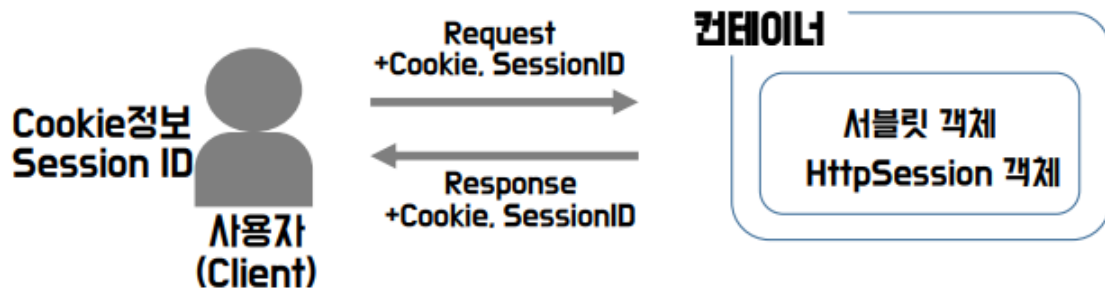 Cookie정보
Session ID
사용자
(Client)
Request
+Cookie, SessionID
Response
+Cookie, SessionID
컨테이너
서블릿 객체
HttpSession 객체